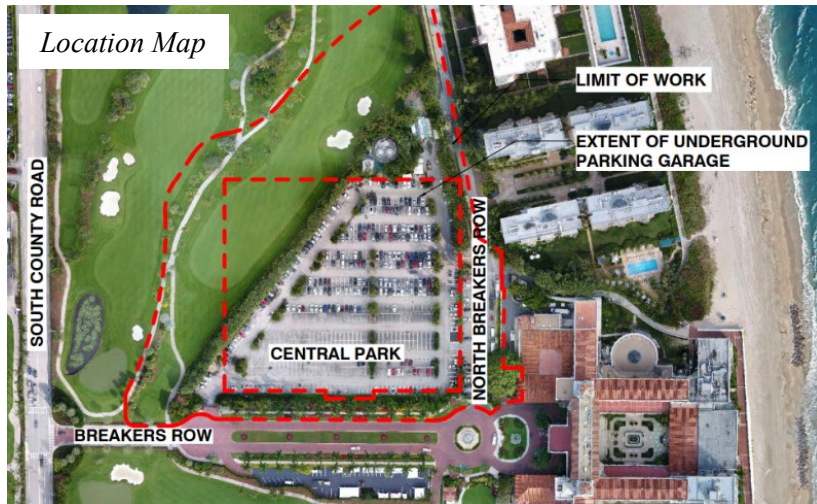 Location Map
LIMIT OF WORK
EXTENT OF UNDERGROUND
PARKING GARAGE
SOUTH COUNTY ROAD
NORTH BREAKERS ROW
CENTRAL PARK
BREAKERS ROW